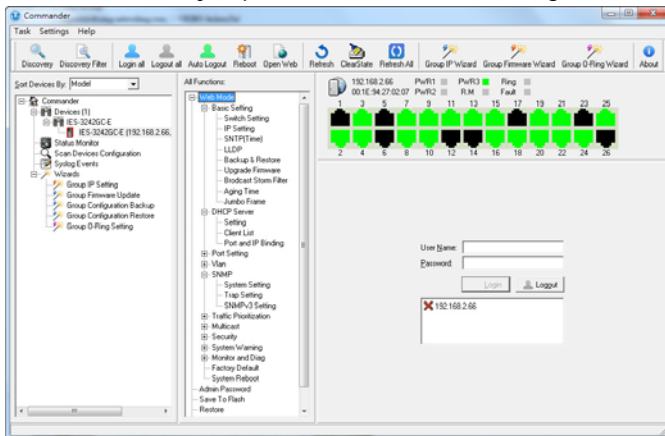 Commander
Task Settings Help
Discovery Discovery Filter Login all Logout all Auto Logout Reboot Open Web Refresh ClearState Refresh All Group IP Wizard Group Firmware Wizard Group O-Ring Wizard About
Sort Devices By: Model
Commander
Devices (1)
IES-3242GC-E
IES-3242GC-E (192.168.2.66,
Status Monitor
Scan Devices Configuration
Syslog Events
Wizards
Group IP Setting
Group Firmware Update
Group Configuration Backup
Group Configuration Restore
Group O-Ring Setting
All Functions:
Web Mode
Basic Setting
Switch Setting
IP Setting
SNTP(Time)
LLDP
Backup & Restore
Upgrade Firmware
Brodcast Storm Filter
Aging Time
Jumbo Frame
DHCP Server
Setting
Client List
Port and IP Binding
Port Setting
Vlan
SNMP
System Setting
Trap Setting
SNMPv3 Setting
Traffic Prioritization
Multicast
Security
System Warning
Monitor and Diag
Factory Default
System Reboot
Admin Password
Save To Flash
Restore
192.168.2.66 PWR1 PWR3 Ring
00:1E:94:27:02:07 PWR2 R.M Fault
1 3 5 7 9 11 13 15 17 19 21 23 25
2 4 6 8 10 12 14 16 18 20 22 24 26
User Name:
Password:
Login Logout
192.168.2.66